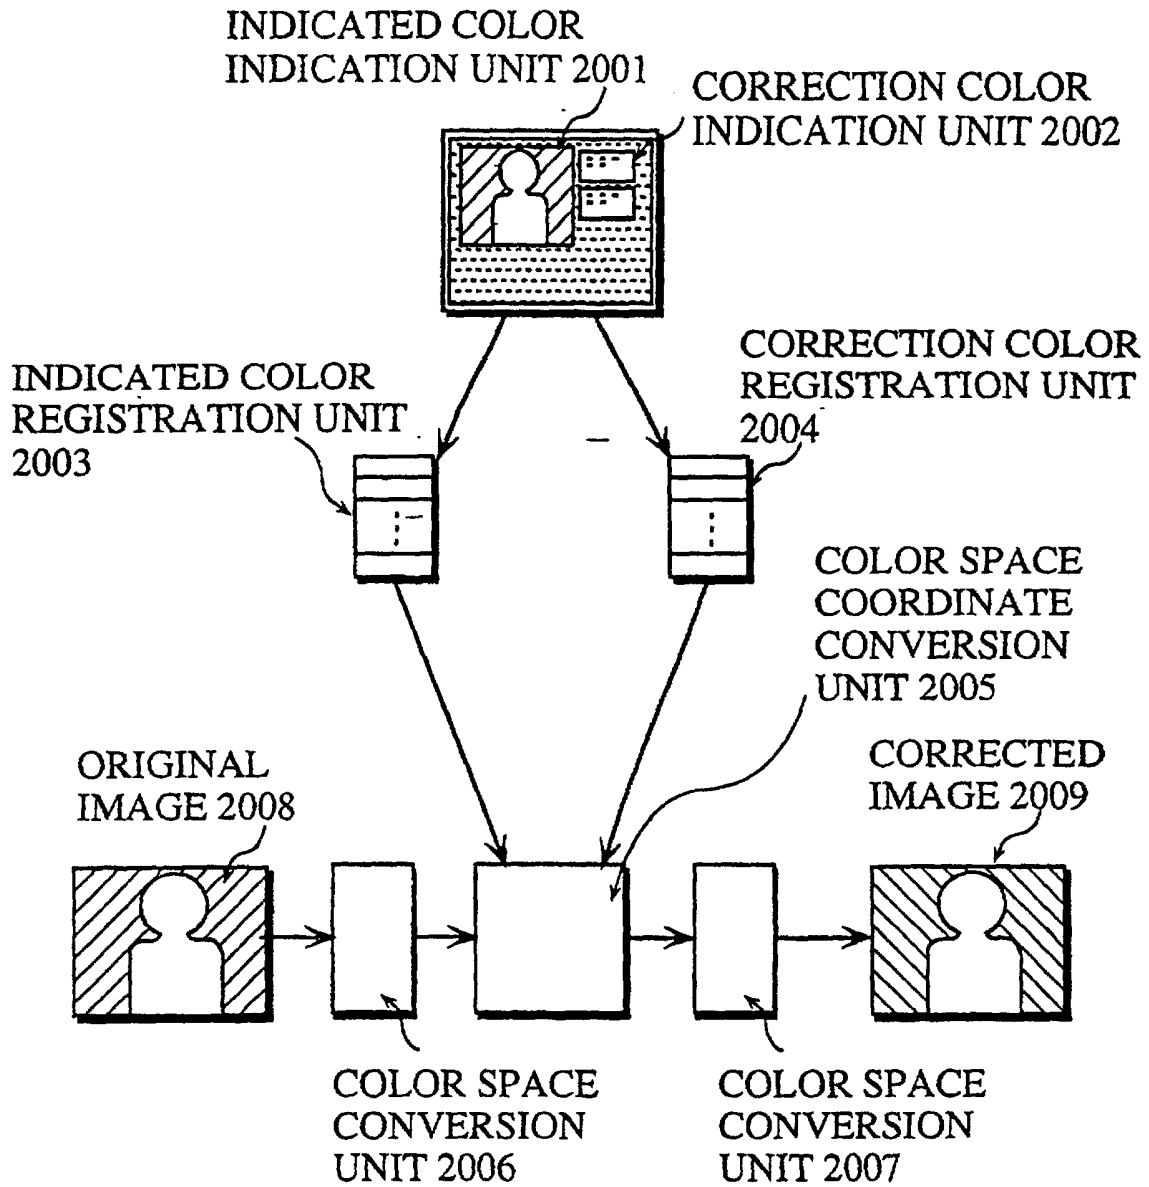 INDICATED COLOR
INDICATION UNIT 2001
CORRECTION COLOR
INDICATION UNIT 2002
INDICATED COLOR
REGISTRATION UNIT
2003
CORRECTION COLOR
REGISTRATION UNIT
2004
COLOR SPACE
COORDINATE
CONVERSION
UNIT 2005
ORIGINAL
IMAGE 2008
CORRECTED
IMAGE 2009
COLOR SPACE
CONVERSION
UNIT 2006
COLOR SPACE
CONVERSION
UNIT 2007